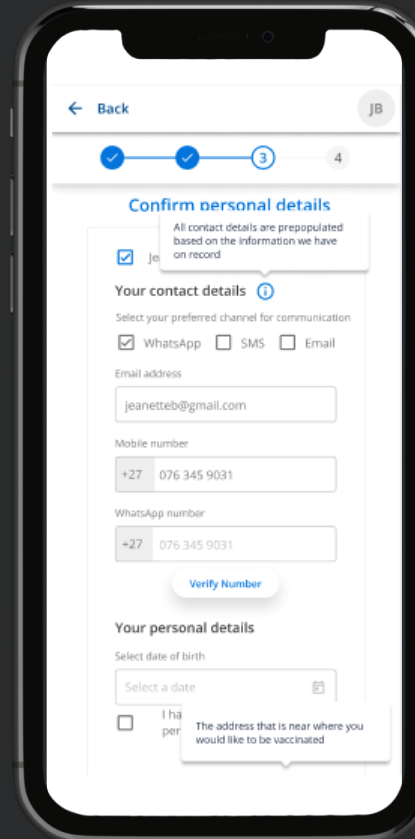 ← Back
JB
3 4
Confirm personal details
All contact details are prepopulated
based on the information we have
on record
Your contact details
Select your preferred channel for communication
WhatsApp SMS Email
Email address
jeanetteb@gmail.com
Mobile number
+27 076 345 9031
WhatsApp number
+27 076 345 9031
Verify Number
Your personal details
Select date of birth
Select a date
The address that is near where you
would like to be vaccinated